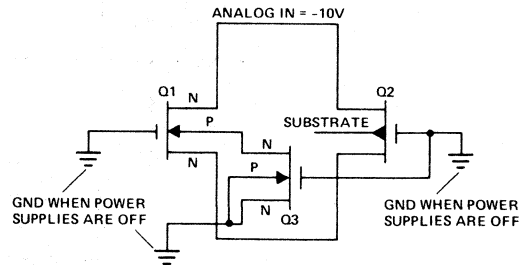 ANALOG IN = -10V
Q1
Q2
N
P
SUBSTRATE
N
N
P
N
Q3
GND WHEN POWER
SUPPLIES ARE OFF
GND WHEN POWER
SUPPLIES ARE OFF